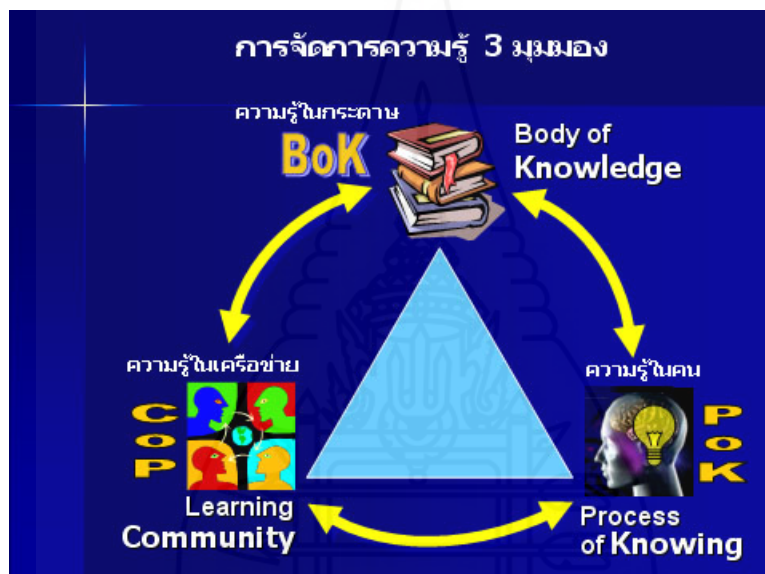 การจัดการความรู้ 3 มุมมอง
ความรู้ในกระดาษ
BoK
Body of
Knowledge
ความรู้ในเครือข่าย
CoP
Learning
Community
ความรู้ในคน
PoK
Process
of Knowing